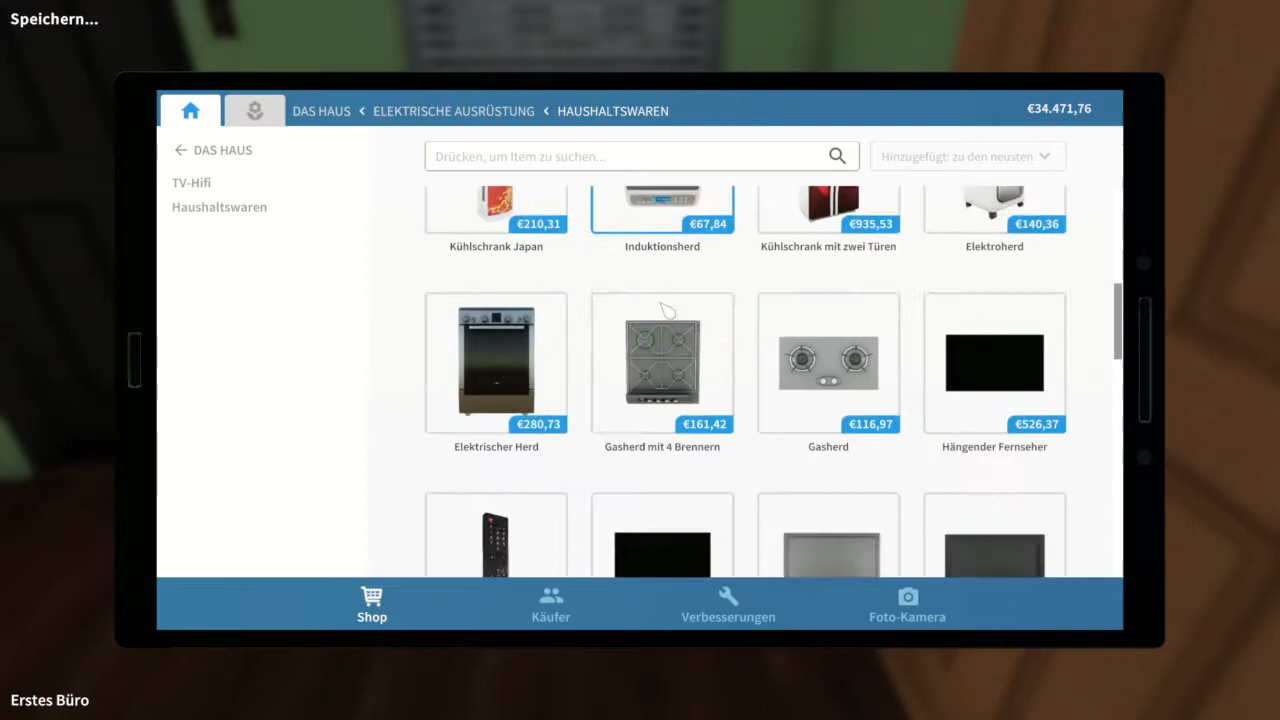 Speichern...
DAS HAUS < ELEKTRISCHE AUSRÜSTUNG < HAUSHALTSWAREN
€34.471,76
← DAS HAUS
TV-Hifi
Haushaltswaren
Drücken, um Item zu suchen...
Hinzugefügt: zu den neusten
€210,31 €67,84 €935,53 €140,36
Kühlschrank Japan Induktionsherd Kühlschrank mit zwei Türen Elektroherd
€280,73 €161,42 €116,97 €526,37
Elektrischer Herd Gasherd mit 4 Brennern Gasherd Hängender Fernseher
Shop Käufer Verbesserungen Foto-Kamera
Erstes Büro